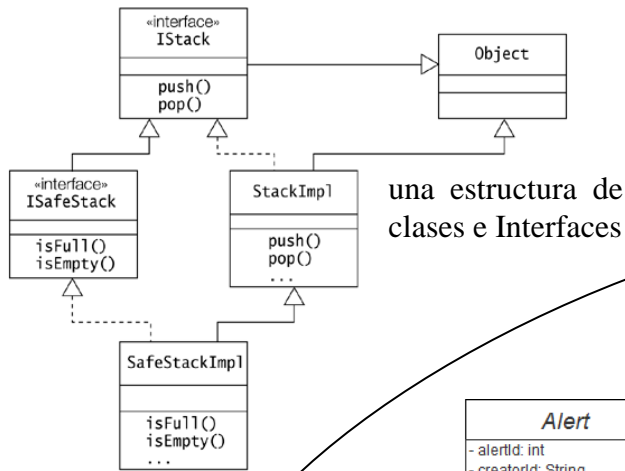 «interface»
IStack
push()
pop()
Object
«interface»
ISafeStack
isFull()
isEmpty()
StackImpl
push()
pop()
...
una estructura de
clases e Interfaces
SafeStackImpl
isFull()
isEmpty()
...
Alert
- alertId: int
- creatorId: String